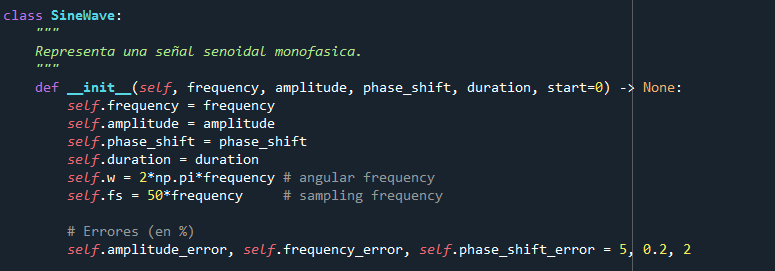 class SineWave:
    """
    Representa una señal senoidal monofasica.
    """
    def __init__(self, frequency, amplitude, phase_shift, duration, start=0) -> None:
        self.frequency = frequency
        self.amplitude = amplitude
        self.phase_shift = phase_shift
        self.duration = duration
        self.w = 2*np.pi*frequency # angular frequency
        self.fs = 50*frequency     # sampling frequency

        # Errores (en %)
        self.amplitude_error, self.frequency_error, self.phase_shift_error = 5, 0.2, 2